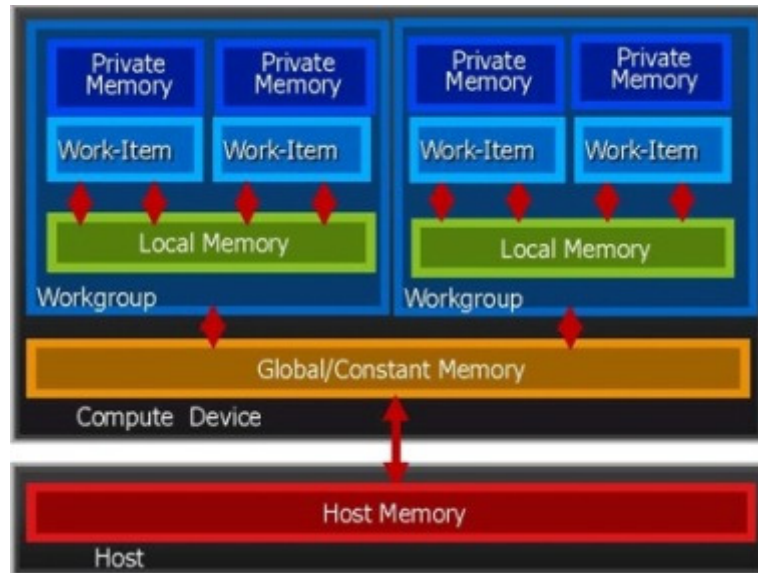 Private
Memory
Private
Memory
Private
Memory
Private
Memory
Work-Item
Work-Item
Work-Item
Work-Item
Local Memory
Local Memory
Workgroup
Workgroup
Global/Constant Memory
Compute Device
Host Memory
Host